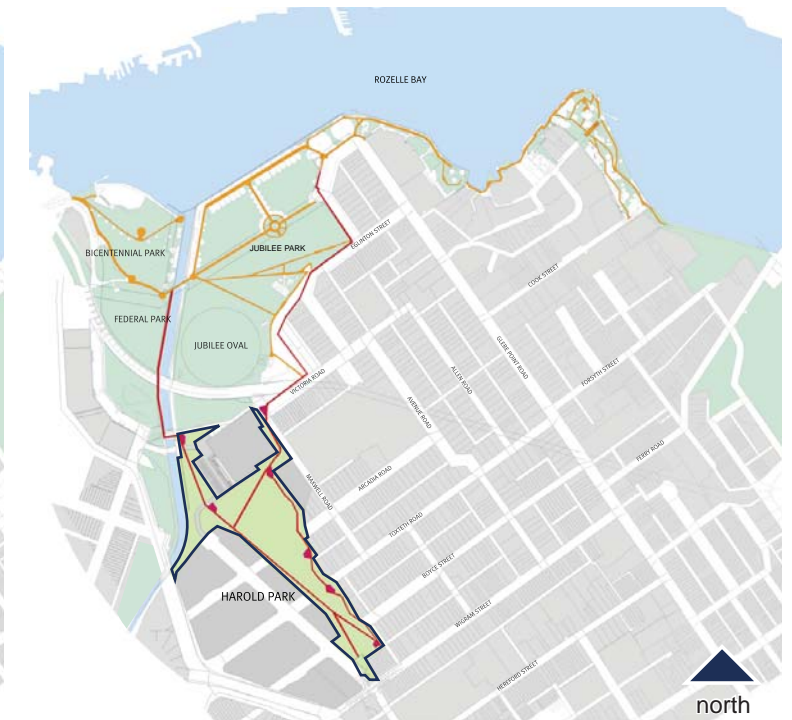 ROZELLE BAY
BICENTENNIAL PARK
JUBILEE PARK
EGLINTON STREET
COOK STREET
FEDERAL PARK
JUBILEE OVAL
GLEBE POINT ROAD
VICTORIA ROAD
ALLEN ROAD
FORSYTH STREET
AVENUE ROAD
FERRY ROAD
MAXWELL ROAD
ARCADIA ROAD
TOXTETH ROAD
BOYCE STREET
HAROLD PARK
WIGRAM STREET
HEREFORD STREET
north